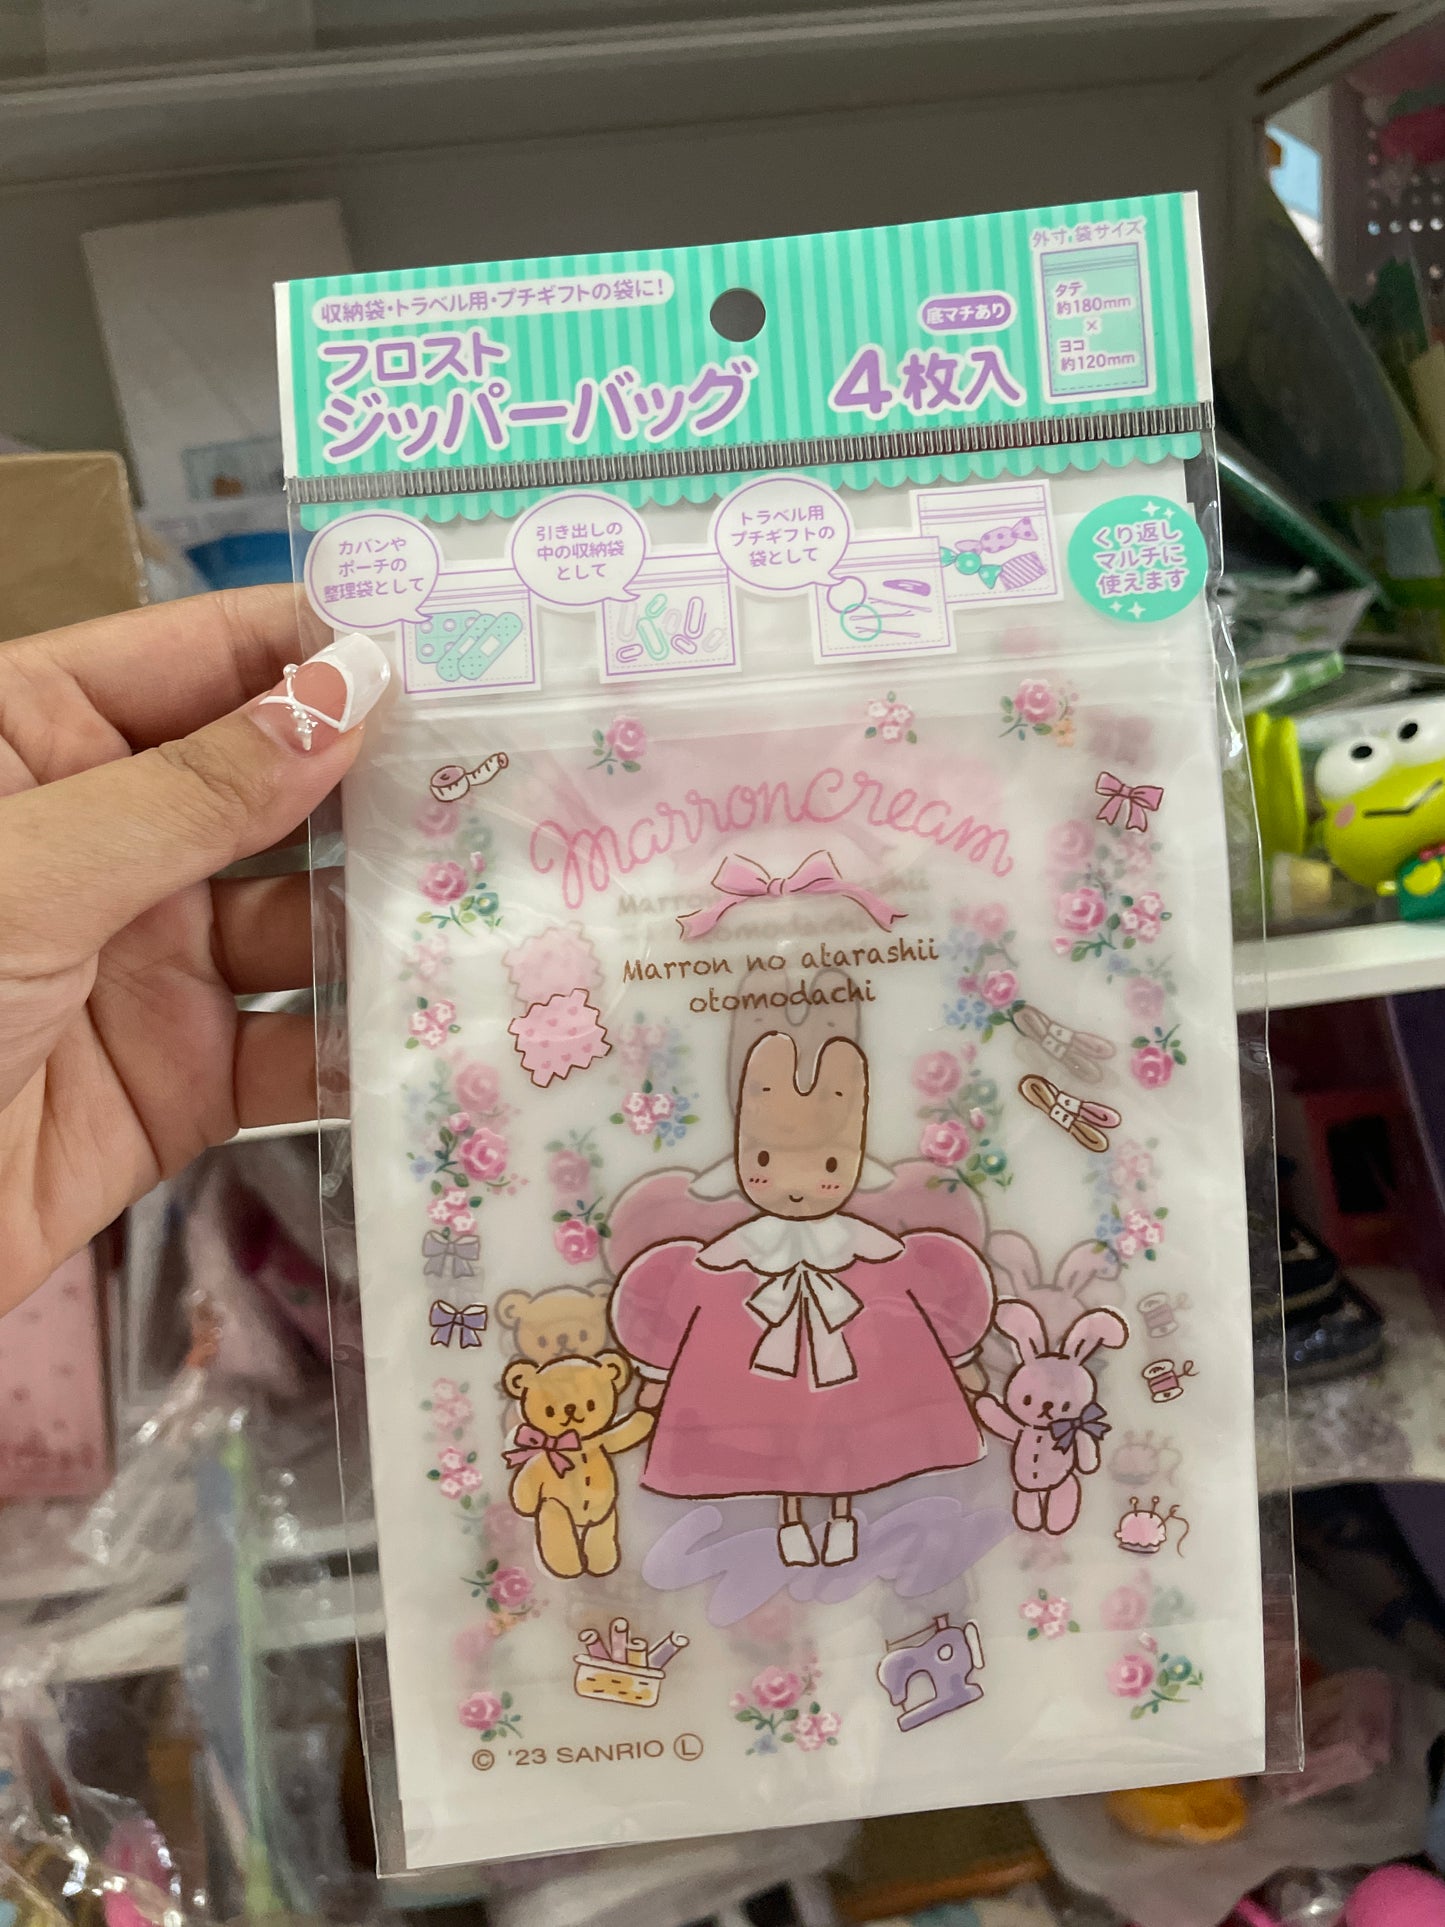 収納袋・トラベル用・プチギフトの袋に!
フロスト
ジッパーバッグ
4枚入
底マチあり
外寸 袋サイズ
タテ
約180mm
×
ヨコ
約120mm
カバンや
ポーチの
整理袋として
引き出しの
中の収納袋
として
トラベル用
プチギフトの
袋として
くり返し
マルチに
使えます
MarronCream
Marron no atarashii
otomodachi
© '23 SANRIO Ⓛ